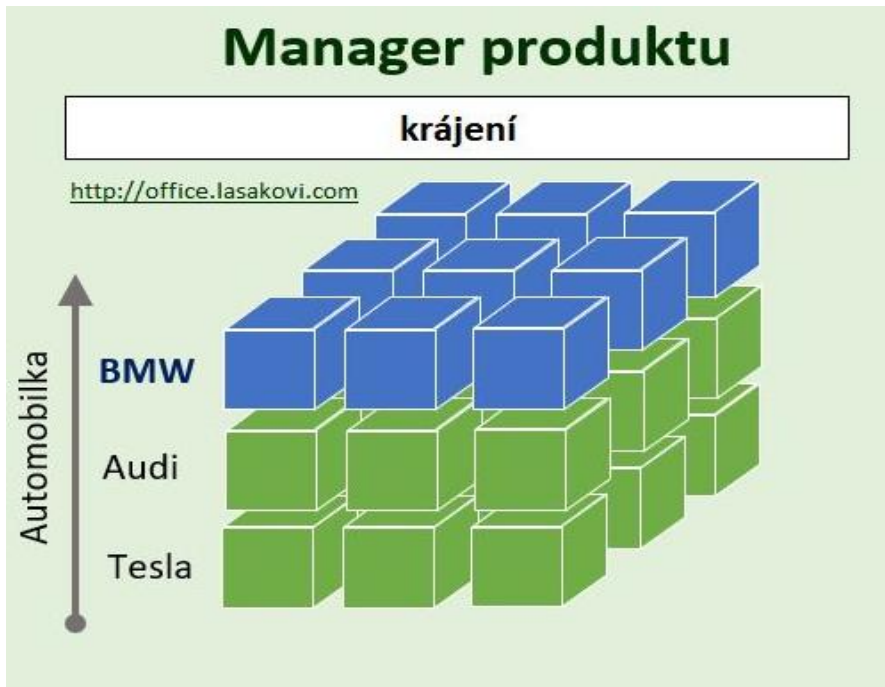 Manager produktu
krájení
http://office.lasakovi.com
Automobilka
BMW
Audi
Tesla